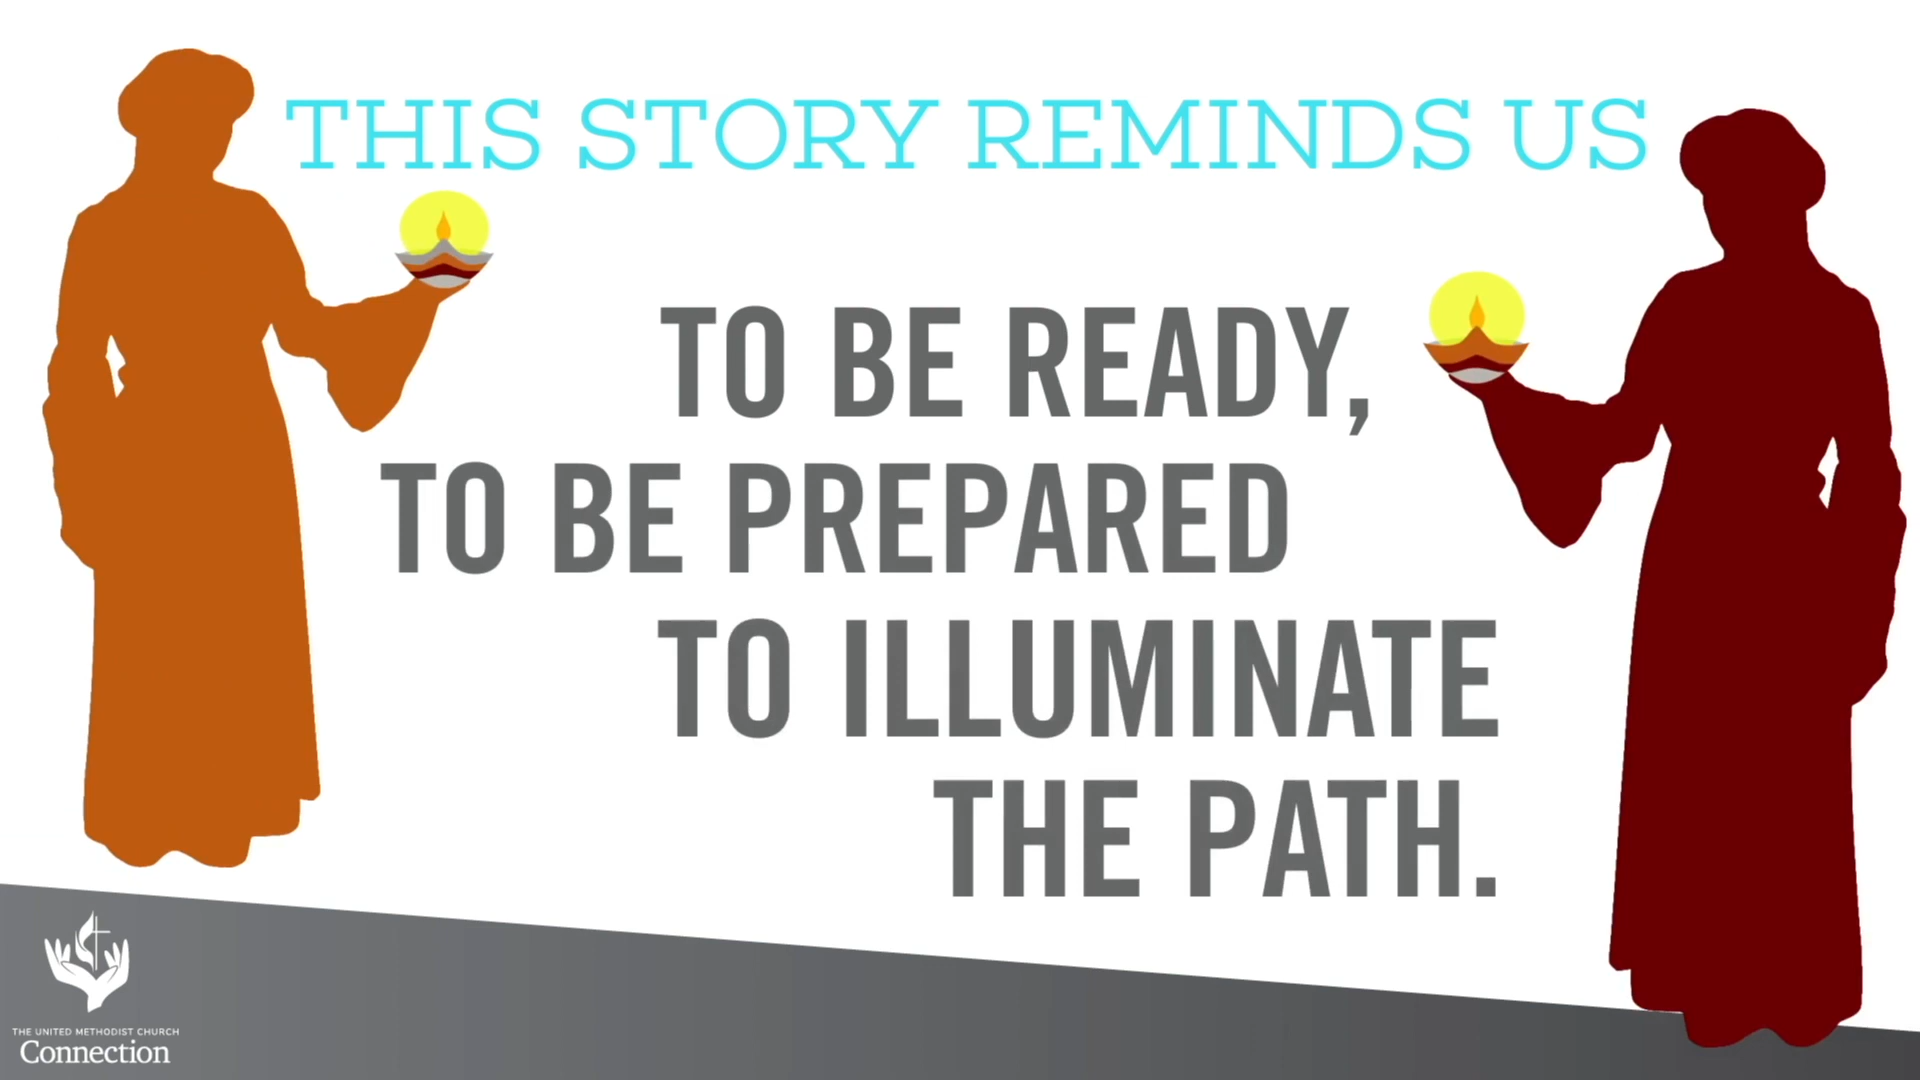 THIS STORY REMINDS US
TO BE READY,
TO BE PREPARED
TO ILLUMINATE
THE PATH.
THE UNITED METHODIST CHURCH
Connection